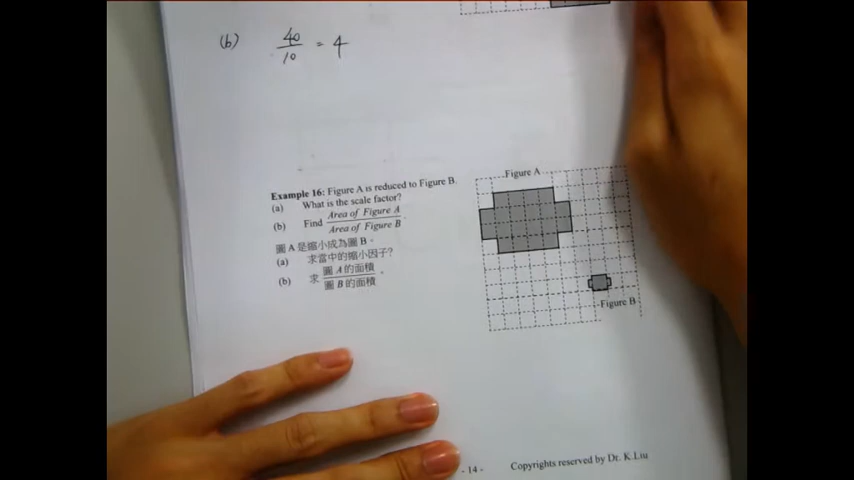 (b) 40/10 = 4
Example 16: Figure A is reduced to Figure B.
(a) What is the scale factor?
(b) Find Area of Figure A / Area of Figure B .
圖 A 是縮小成為圖 B。
(a) 求當中的縮小因子?
(b) 求 圖 A 的面積 / 圖 B 的面積 。
Figure A
Figure B
- 14 -
Copyrights reserved by Dr. K.Liu